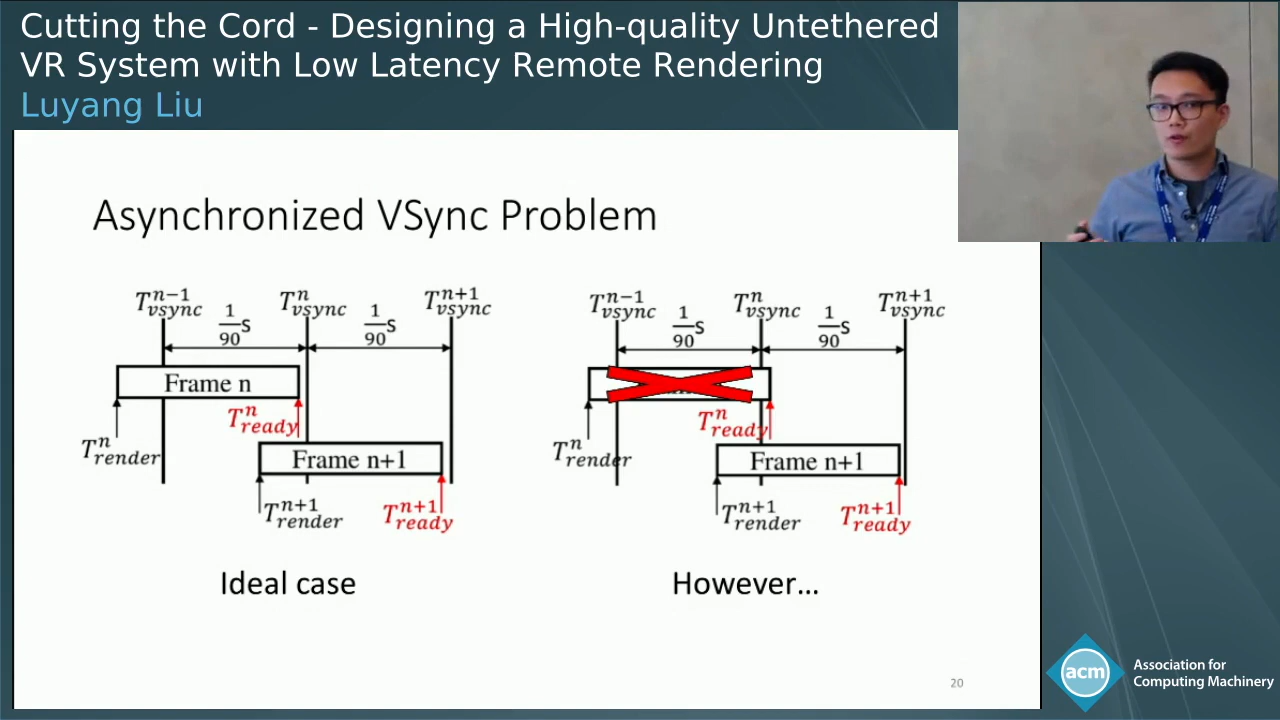 Cutting the Cord - Designing a High-quality Untethered
VR System with Low Latency Remote Rendering
Luyang Liu
Asynchronized VSync Problem
T^{n-1}_{vsync} T^{n}_{vsync} T^{n+1}_{vsync}
1/90 s 1/90 s
Frame n
T^{n}_{ready}
T^{n}_{render}
Frame n+1
T^{n+1}_{render} T^{n+1}_{ready}
Ideal case
T^{n-1}_{vsync} T^{n}_{vsync} T^{n+1}_{vsync}
1/90 s 1/90 s
T^{n}_{ready}
T^{n}_{render}
Frame n+1
T^{n+1}_{render} T^{n+1}_{ready}
However...
20
acm
Association for
Computing Machinery